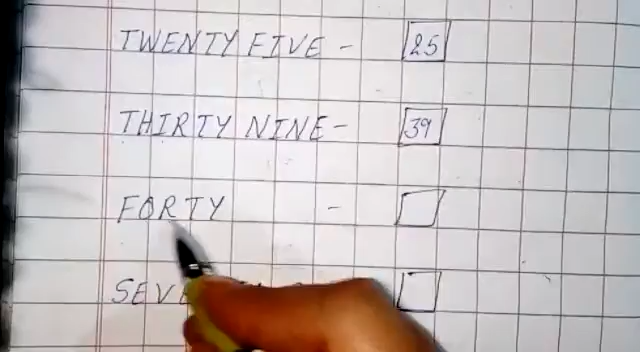 TWENTY FIVE - 25
THIRTY NINE - 39
FORTY -